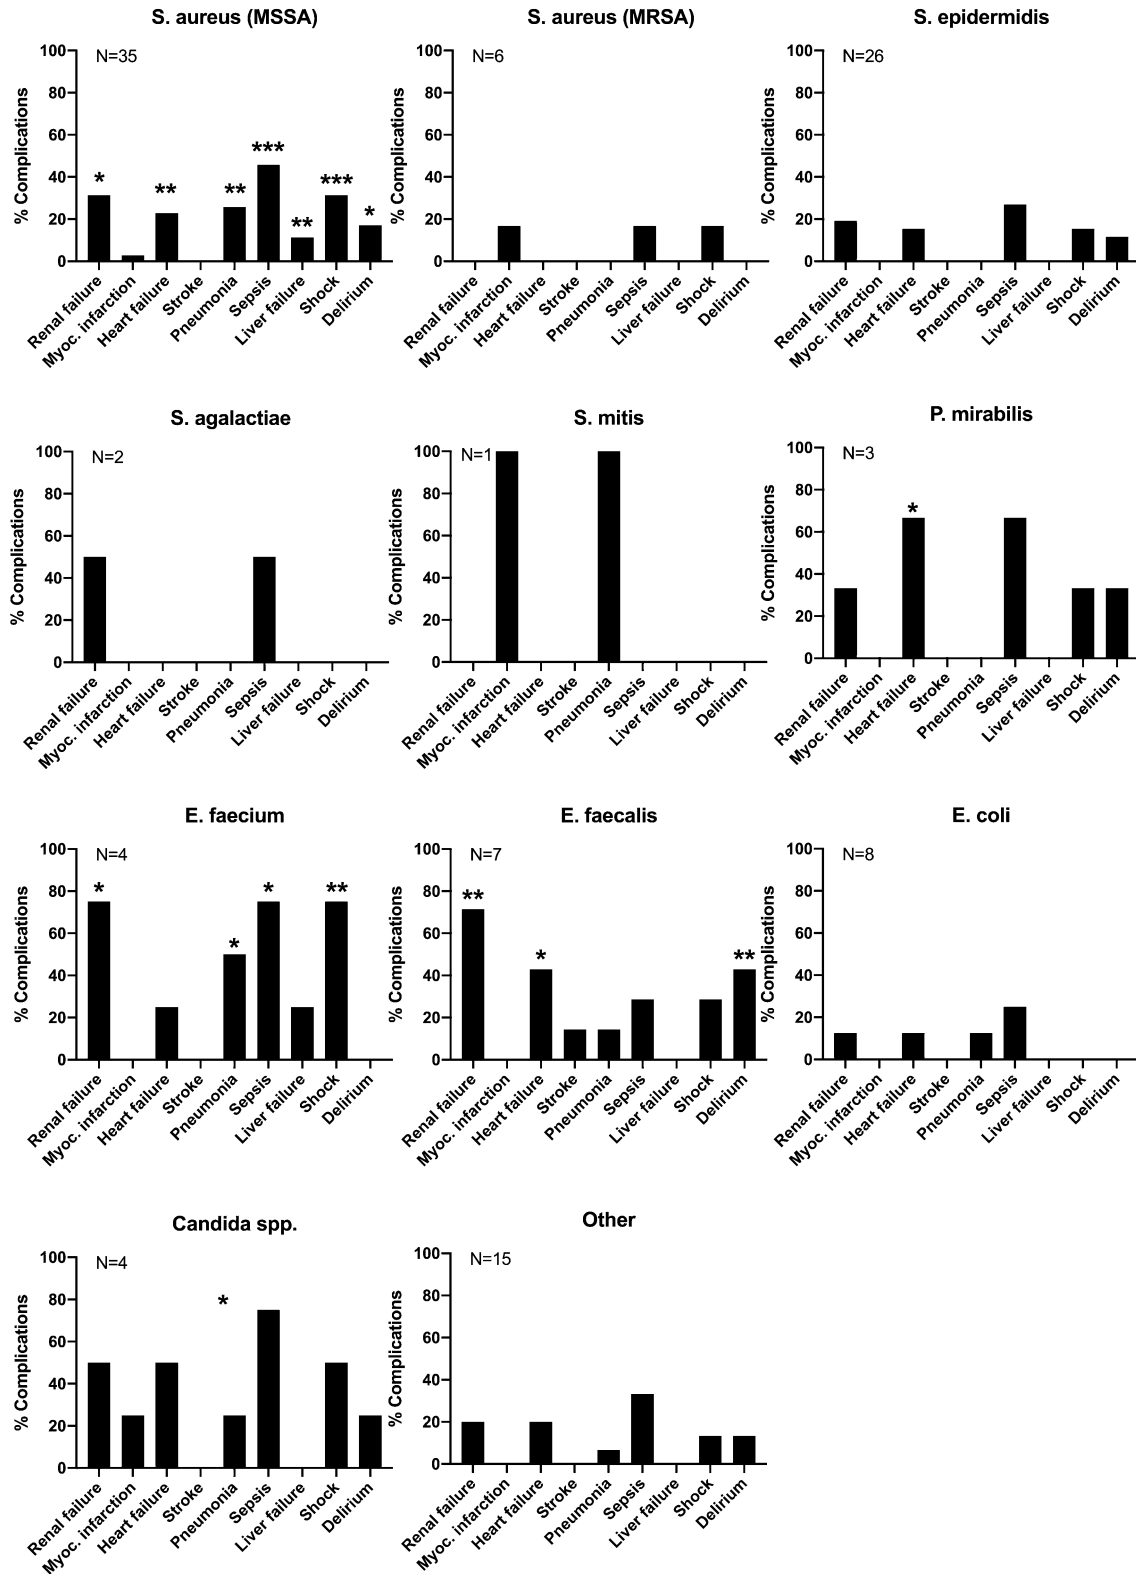 S. aureus (MSSA)
N=35
% Complications
100
80
60
40
20
0
*
**
**
***
**
***
*
Renal failure
Myoc. infarction
Heart failure
Stroke
Pneumonia
Sepsis
Liver failure
Shock
Delirium
S. aureus (MRSA)
N=6
% Complications
100
80
60
40
20
0
Renal failure
Myoc. infarction
Heart failure
Stroke
Pneumonia
Sepsis
Liver failure
Shock
Delirium
S. epidermidis
N=26
% Complications
100
80
60
40
20
0
Renal failure
Myoc. infarction
Heart failure
Stroke
Pneumonia
Sepsis
Liver failure
Shock
Delirium
S. agalactiae
N=2
% Complications
100
80
60
40
20
0
Renal failure
Myoc. infarction
Heart failure
Stroke
Pneumonia
Sepsis
Liver failure
Shock
Delirium
S. mitis
N=1
% Complications
100
80
60
40
20
0
Renal failure
Myoc. infarction
Heart failure
Stroke
Pneumonia
Sepsis
Liver failure
Shock
Delirium
P. mirabilis
N=3
% Complications
100
80
60
40
20
0
*
Renal failure
Myoc. infarction
Heart failure
Stroke
Pneumonia
Sepsis
Liver failure
Shock
Delirium
E. faecium
N=4
% Complications
100
80
60
40
20
0
*
*
*
**
Renal failure
Myoc. infarction
Heart failure
Stroke
Pneumonia
Sepsis
Liver failure
Shock
Delirium
E. faecalis
N=7
% Complications
100
80
60
40
20
0
**
*
**
Renal failure
Myoc. infarction
Heart failure
Stroke
Pneumonia
Sepsis
Liver failure
Shock
Delirium
E. coli
N=8
% Complications
100
80
60
40
20
0
Renal failure
Myoc. infarction
Heart failure
Stroke
Pneumonia
Sepsis
Liver failure
Shock
Delirium
Candida spp.
N=4
% Complications
100
80
60
40
20
0
*
Renal failure
Myoc. infarction
Heart failure
Stroke
Pneumonia
Sepsis
Liver failure
Shock
Delirium
Other
N=15
% Complications
100
80
60
40
20
0
Renal failure
Myoc. infarction
Heart failure
Stroke
Pneumonia
Sepsis
Liver failure
Shock
Delirium